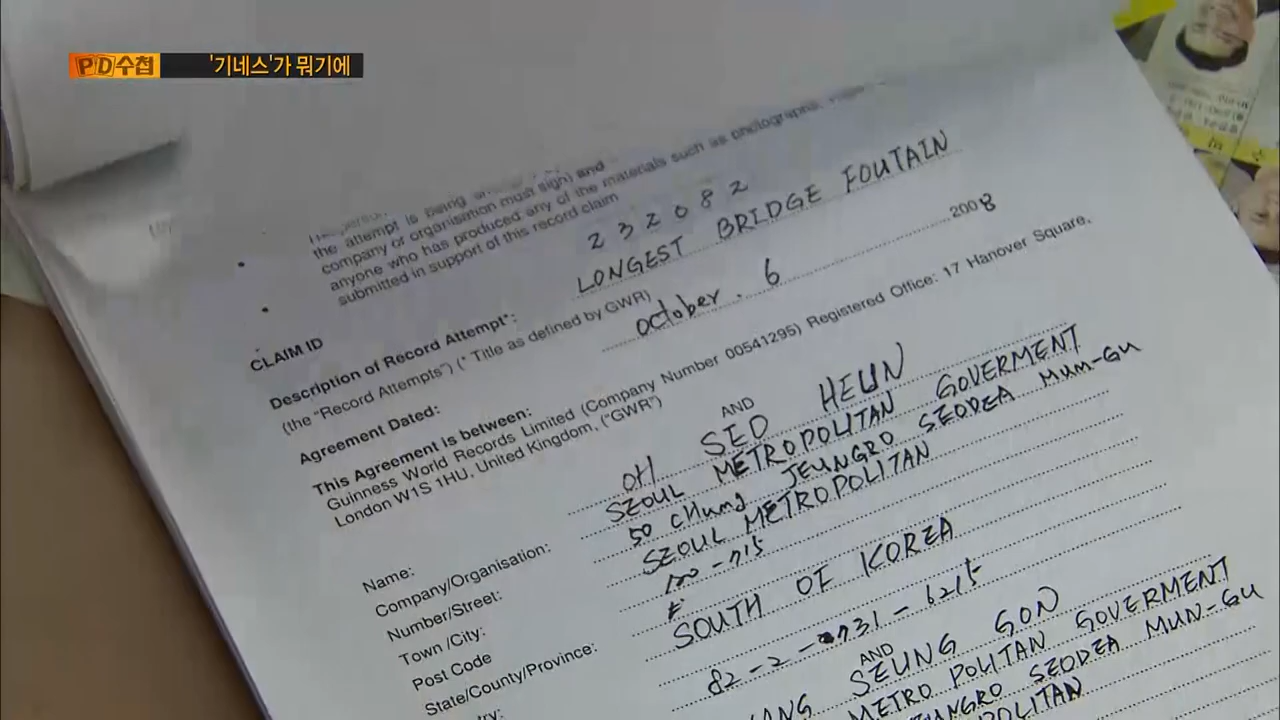 PD수첩 '기네스'가 뭐기에
the attempt is being
company or organisation must sign) and
anyone who has produced any of the materials such as photographs,
submitted in support of this record claim
CLAIM ID 232082
Description of Record Attempt*: LONGEST BRIDGE FOUTAIN
(the "Record Attempts") (* Title as defined by GWR)
Agreement Dated: October. 6 2008
This Agreement is between:
Guinness World Records Limited (Company Number 00541295) Registered Office: 17 Hanover Square,
London W1S 1HU, United Kingdom, ("GWR")
AND
Name: OH SEO HEUN
Company/Organisation: SEOUL METROPOLITAN GOVERMENT
Number/Street: 50 CHung JEUNGRO SEODEA MUM-GU
Town /City: SEOUL METROPOLITAN
Post Code -715
State/County/Province:
SOUTH OF KOREA
82-2- 731-6215
AND
SEUNG GON
METRO POLITAN GOVERMENT
SEODEA MUN-GU